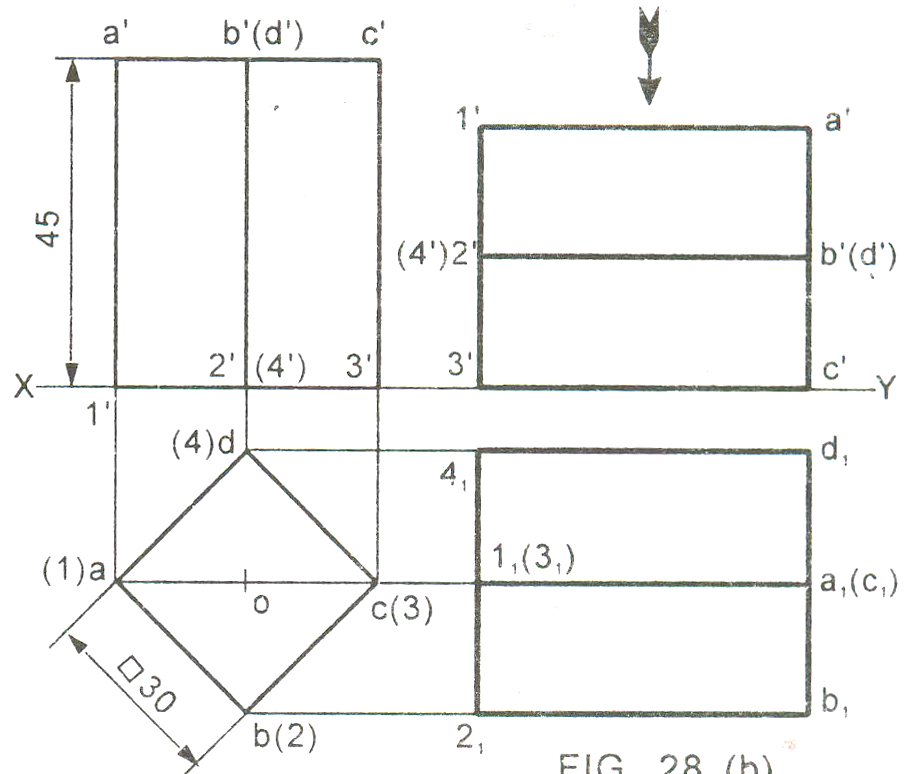 a' b'(d') c'
1' a'
45
(4')2' b'(d')
2' (4') 3' 3' c'
X Y
1'
(4)d d₁
4₁
(1)a 1₁(3₁) a₁(c₁)
o c(3)
□30
b(2) 2₁ b₁
FIG. 28 (b)